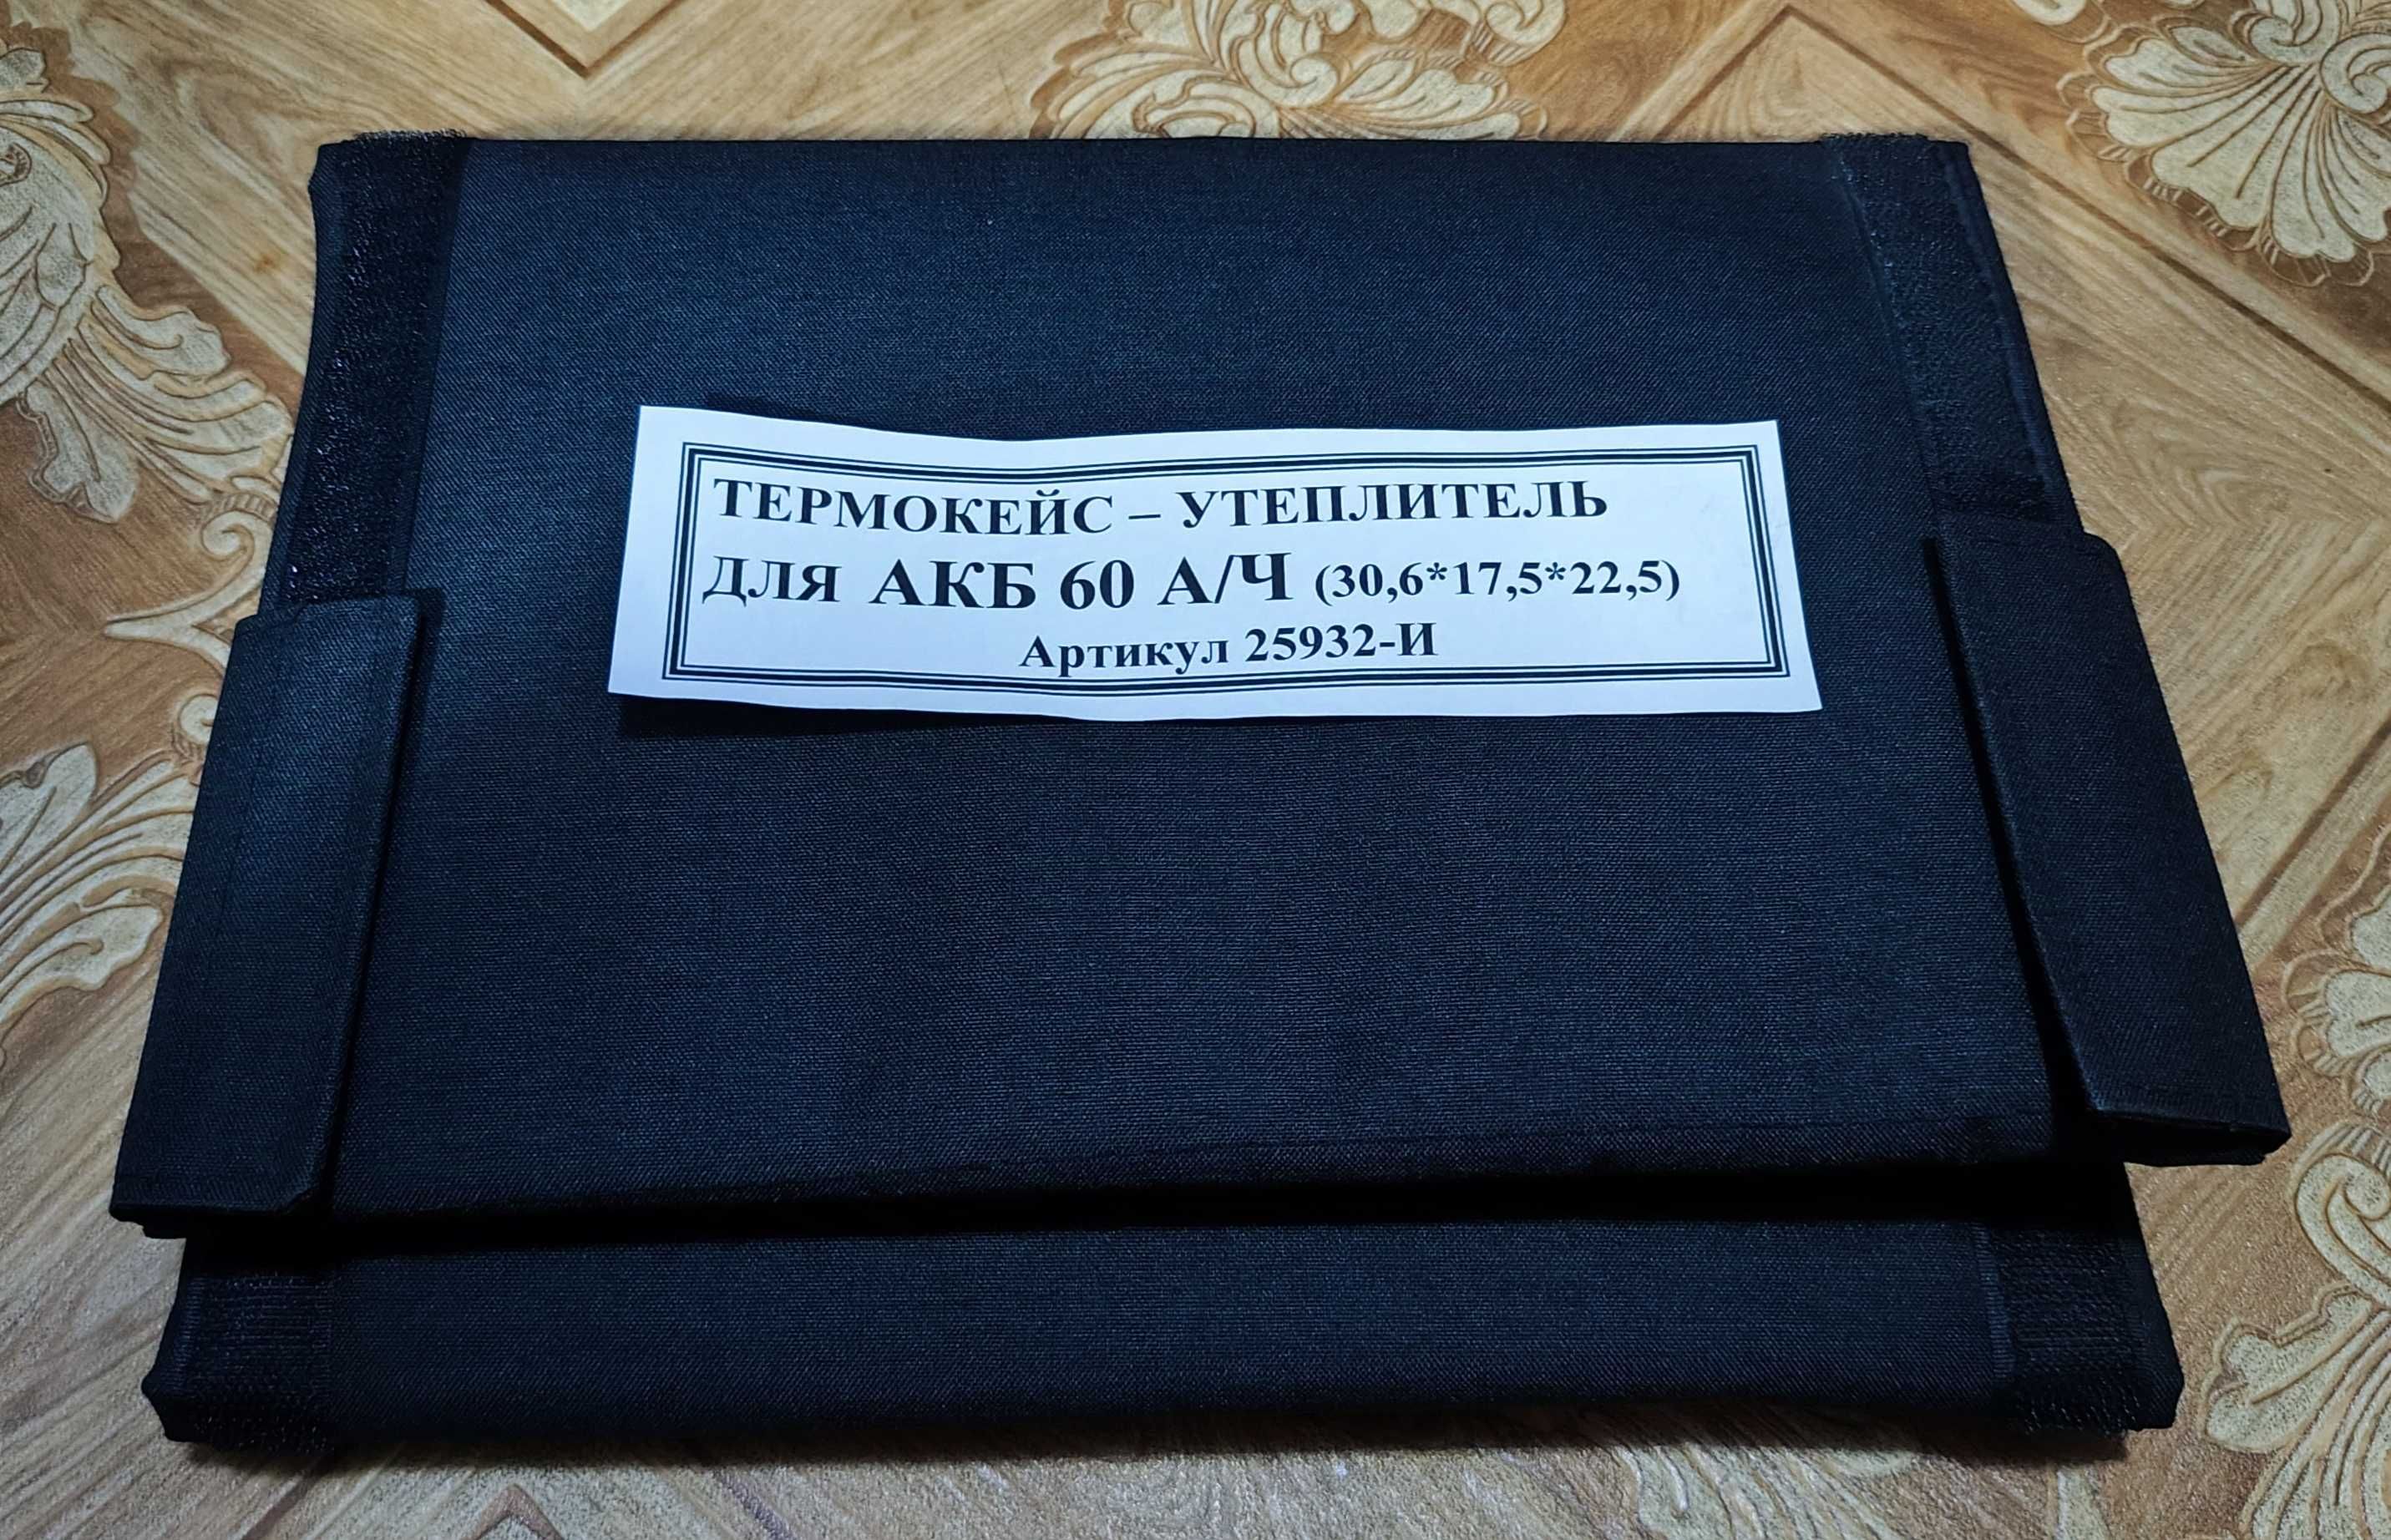 ТЕРМОКЕЙС – УТЕПЛИТЕЛЬ
ДЛЯ АКБ 60 А/Ч (30,6*17,5*22,5)
Артикул 25932-И